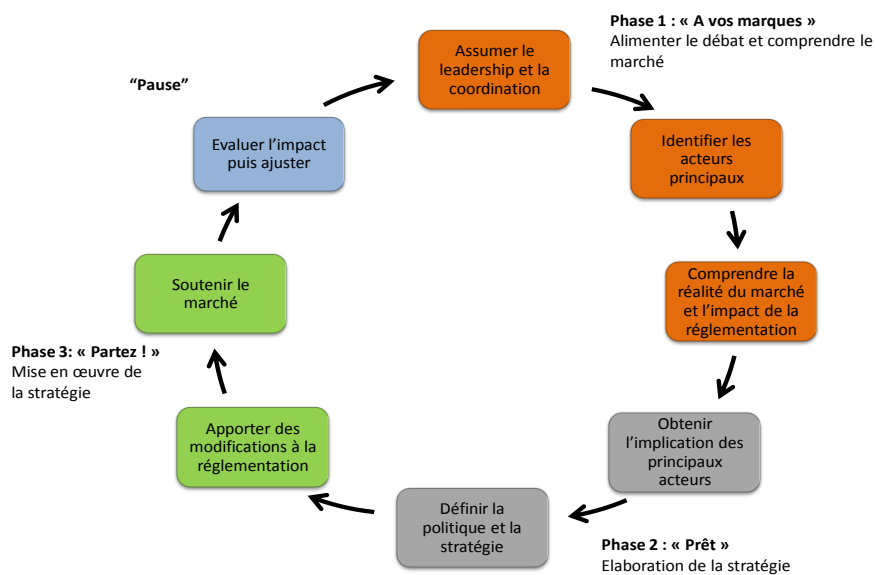 Phase 1 : « A vos marques »
Alimenter le débat et comprendre le
marché
Assumer le
leadership et la
coordination
“Pause”
Evaluer l’impact
puis ajuster
Identifier les
acteurs
principaux
Soutenir le
marché
Comprendre la
réalité du marché
et l’impact de la
réglementation
Phase 3: « Partez ! »
Mise en œuvre de
la stratégie
Apporter des
modifications à la
réglementation
Obtenir
l’implication des
principaux
acteurs
Définir la
politique et la
stratégie
Phase 2 : « Prêt »
Elaboration de la stratégie